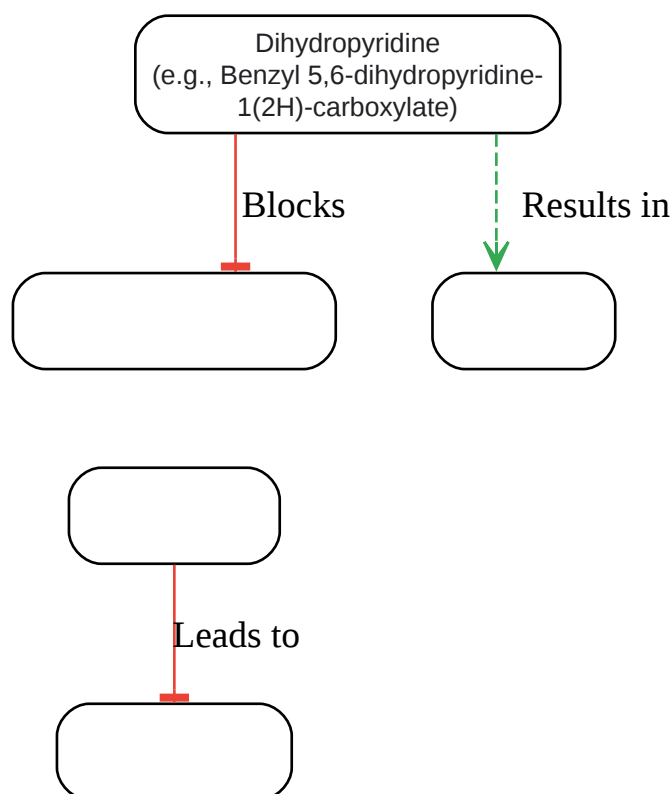 Dihydropyridine
(e.g., Benzyl 5,6-dihydropyridine-
1(2H)-carboxylate)
Blocks
Results in
Leads to